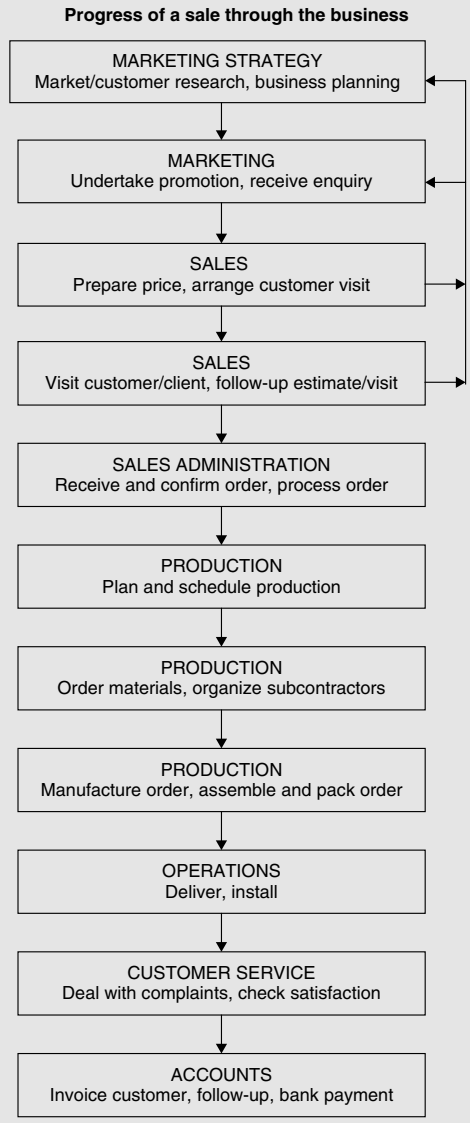 Progress of a sale through the business
MARKETING STRATEGY
Market/customer research, business planning
MARKETING
Undertake promotion, receive enquiry
SALES
Prepare price, arrange customer visit
SALES
Visit customer/client, follow-up estimate/visit
SALES ADMINISTRATION
Receive and confirm order, process order
PRODUCTION
Plan and schedule production
PRODUCTION
Order materials, organize subcontractors
PRODUCTION
Manufacture order, assemble and pack order
OPERATIONS
Deliver, install
CUSTOMER SERVICE
Deal with complaints, check satisfaction
ACCOUNTS
Invoice customer, follow-up, bank payment